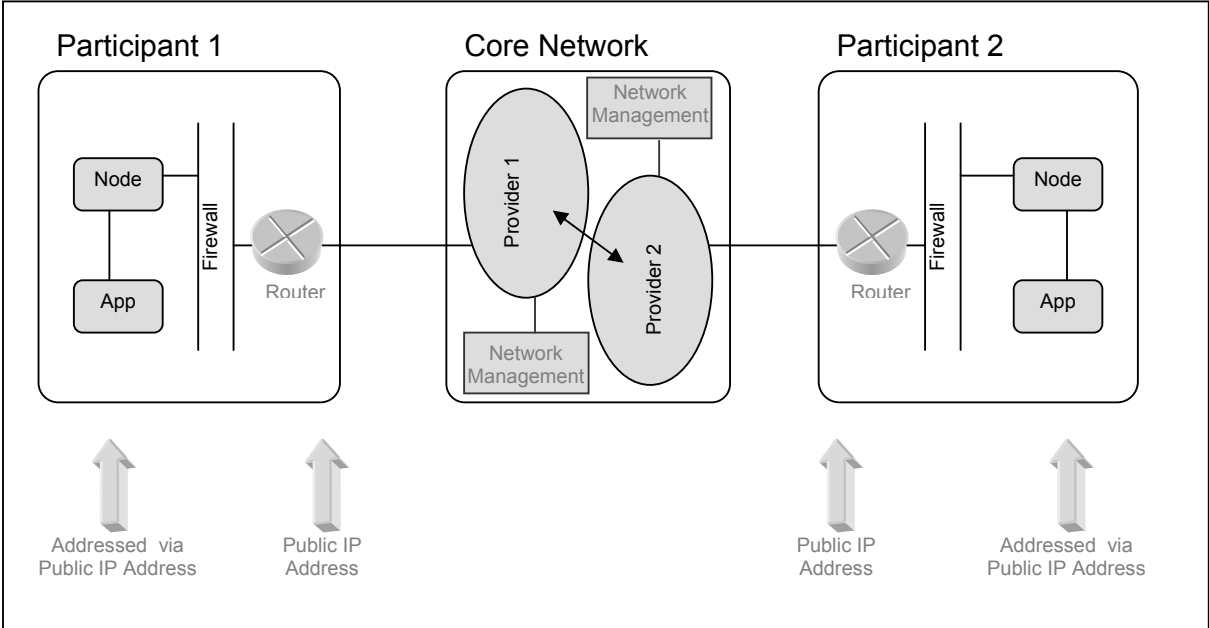 Participant 1
Core Network
Participant 2
Node
App
Firewall
Router
Provider 1
Network
Management
Provider 2
Network
Management
Router
Firewall
Node
App
Addressed via
Public IP Address
Public IP
Address
Public IP
Address
Addressed via
Public IP Address